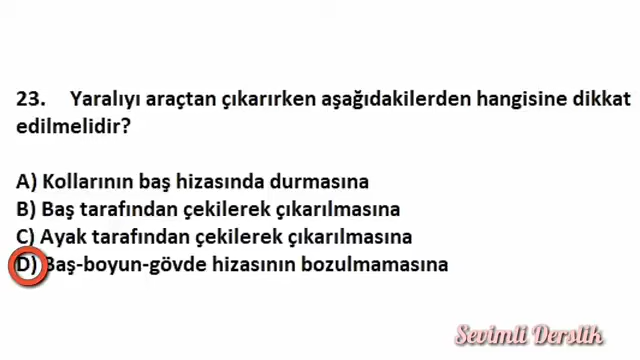 23. Yaralıyı araçtan çıkarırken aşağıdakilerden hangisine dikkat
edilmelidir?
A) Kollarının baş hizasında durmasına
B) Baş tarafından çekilerek çıkarılmasına
C) Ayak tarafından çekilerek çıkarılmasına
D) Baş-boyun-gövde hizasının bozulmamasına
Sevimli Derslik